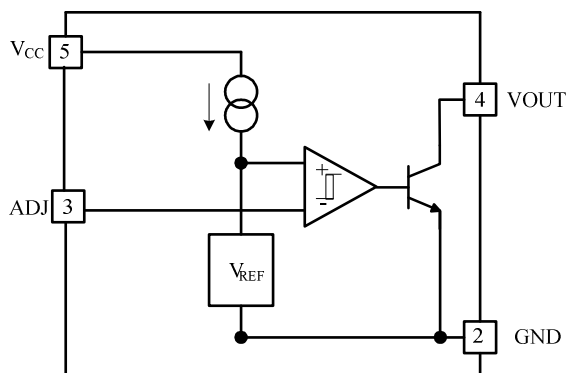 VCC 5
4 VOUT
+
-
ADJ 3
VREF
2 GND